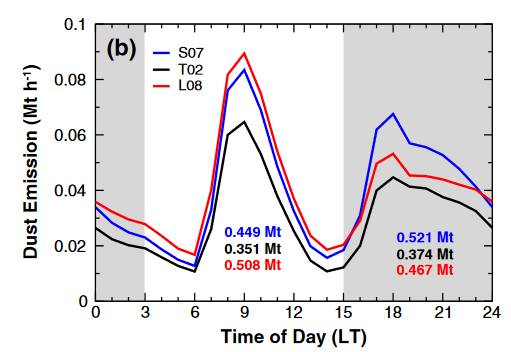 (b)
S07
T02
L08
Dust Emission (Mt h⁻¹)
0.1
0.08
0.06
0.04
0.02
0
0.449 Mt
0.351 Mt
0.508 Mt
0.521 Mt
0.374 Mt
0.467 Mt
0 3 6 9 12 15 18 21 24
Time of Day (LT)